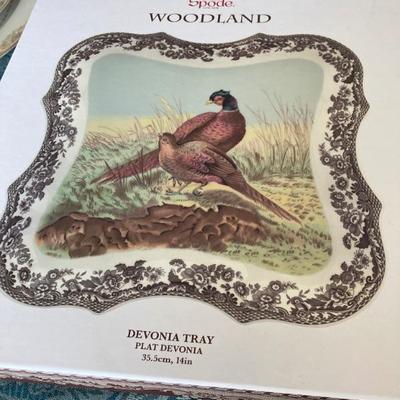 Spode.
WOODLAND
DEVONIA TRAY
PLAT DEVONIA
35.5cm, 14in